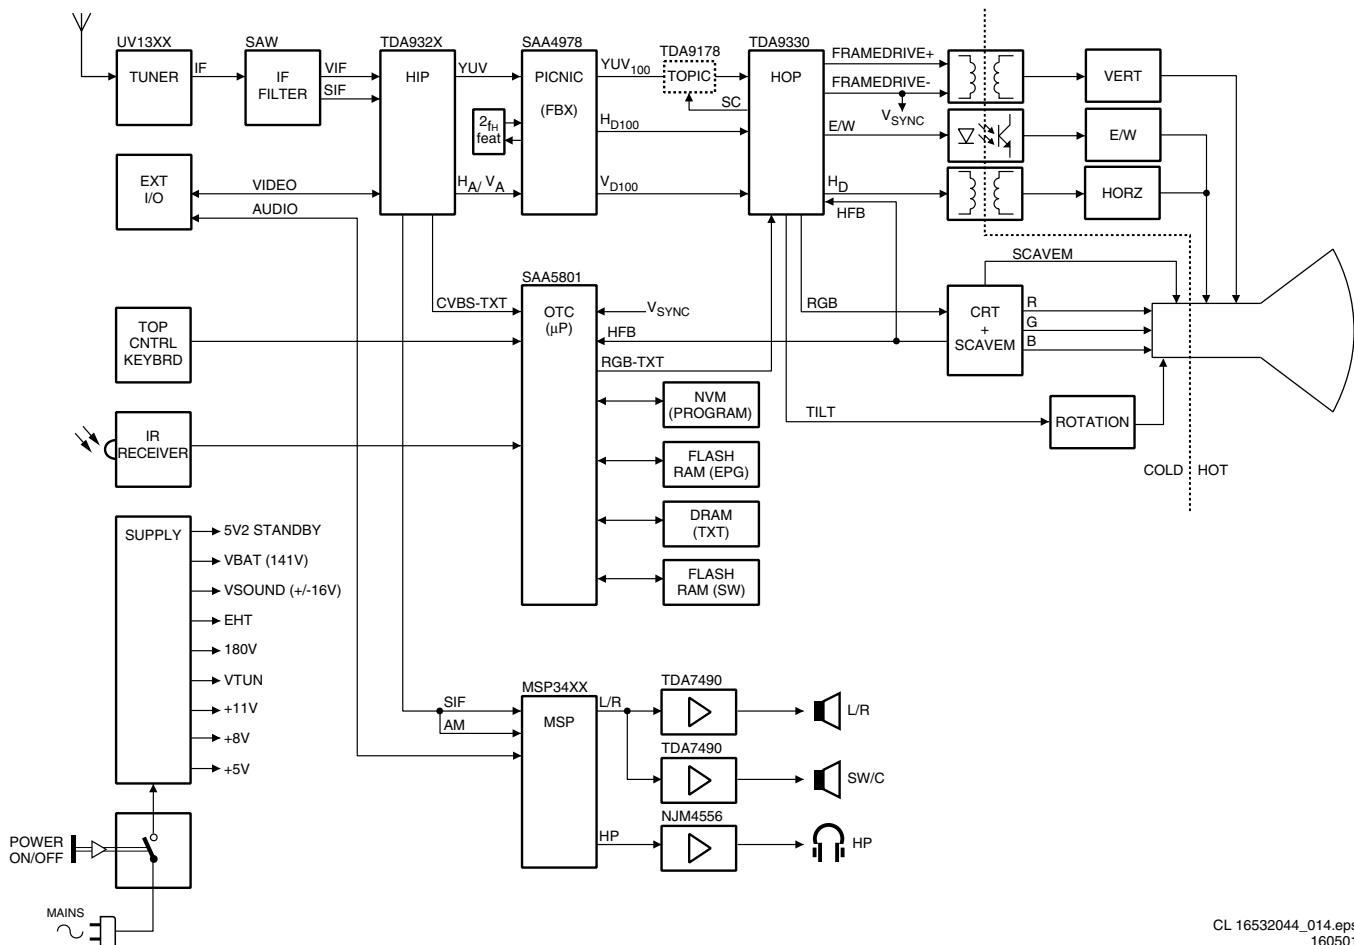 UV13XX
TUNER
IF
SAW
IF
FILTER
VIF
SIF
TDA932X
HIP
YUV
SAA4978
PICNIC
(FBX)
2fH
feat
HA/ VA
YUV100
HD100
VD100
TDA9178
TOPIC
SC
TDA9330
HOP
FRAMEDRIVE+
FRAMEDRIVE-
VSYNC
E/W
HD
HFB
VERT
E/W
HORZ
EXT
I/O
VIDEO
AUDIO
SCAVEM
SAA5801
OTC
(µP)
CVBS-TXT
VSYNC
HFB
RGB-TXT
RGB
CRT
+
SCAVEM
R
G
B
TOP
CNTRL
KEYBRD
NVM
(PROGRAM)
TILT
ROTATION
IR
RECEIVER
FLASH
RAM (EPG)
COLD
HOT
DRAM
(TXT)
FLASH
RAM (SW)
SUPPLY
5V2 STANDBY
VBAT (141V)
VSOUND (+/-16V)
EHT
180V
VTUN
+11V
+8V
+5V
SIF
AM
MSP34XX
MSP
L/R
TDA7490
L/R
TDA7490
SW/C
NJM4556
HP
HP
POWER
ON/OFF
MAINS
CL 16532044_014.eps
160501